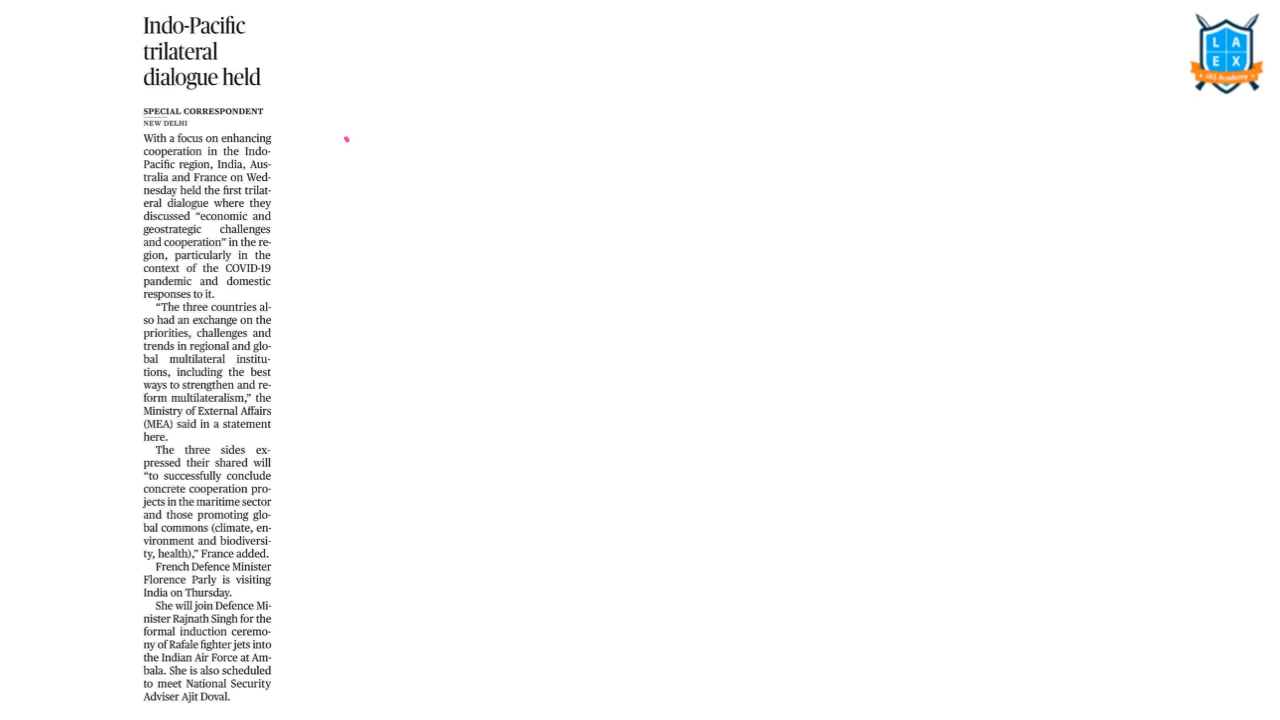 Indo-Pacific
trilateral
dialogue held
SPECIAL CORRESPONDENT
NEW DELHI
With a focus on enhancing
cooperation in the Indo-
Pacific region, India, Aus-
tralia and France on Wed-
nesday held the first trilat-
eral dialogue where they
discussed “economic and
geostrategic challenges
and cooperation” in the re-
gion, particularly in the
context of the COVID-19
pandemic and domestic
responses to it.
“The three countries al-
so had an exchange on the
priorities, challenges and
trends in regional and glo-
bal multilateral institu-
tions, including the best
ways to strengthen and re-
form multilateralism,” the
Ministry of External Affairs
(MEA) said in a statement
here.
The three sides ex-
pressed their shared will
“to successfully conclude
concrete cooperation pro-
jects in the maritime sector
and those promoting glo-
bal commons (climate, en-
vironment and biodiversi-
ty, health),” France added.
French Defence Minister
Florence Parly is visiting
India on Thursday.
She will join Defence Mi-
nister Rajnath Singh for the
formal induction ceremo-
ny of Rafale fighter jets into
the Indian Air Force at Am-
bala. She is also scheduled
to meet National Security
Adviser Ajit Doval.
L A
E X
IAS Academy